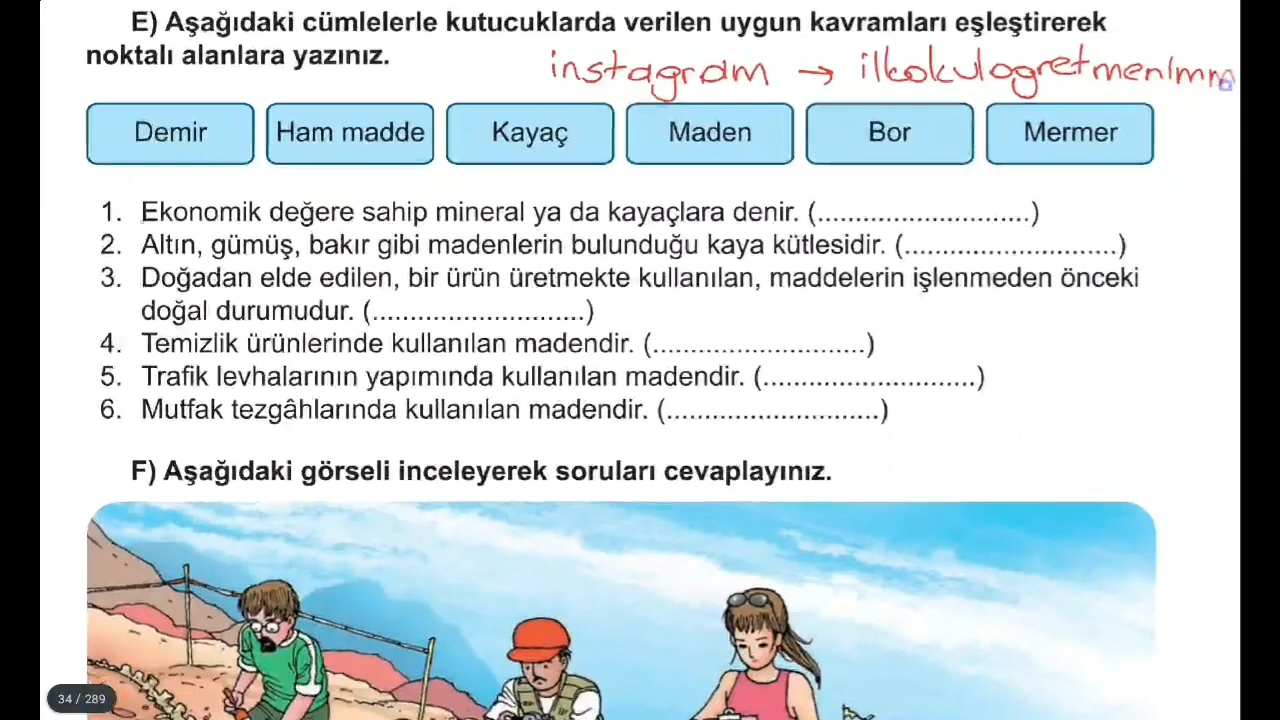 E) Aşağıdaki cümlelerle kutucuklarda verilen uygun kavramları eşleştirerek
noktalı alanlara yazınız.
instagram → ilkokulogretmenimm
Demir Ham madde Kayaç Maden Bor Mermer
1. Ekonomik değere sahip mineral ya da kayaçlara denir. (............................)
2. Altın, gümüş, bakır gibi madenlerin bulunduğu kaya kütlesidir. (............................)
3. Doğadan elde edilen, bir ürün üretmekte kullanılan, maddelerin işlenmeden önceki
doğal durumudur. (............................)
4. Temizlik ürünlerinde kullanılan madendir. (............................)
5. Trafik levhalarının yapımında kullanılan madendir. (............................)
6. Mutfak tezgâhlarında kullanılan madendir. (............................)
F) Aşağıdaki görseli inceleyerek soruları cevaplayınız.
34 / 289